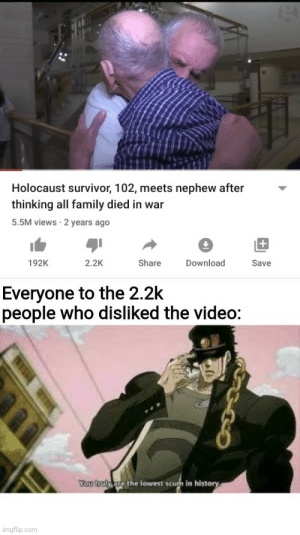 Holocaust survivor, 102, meets nephew after
thinking all family died in war
5.5M views · 2 years ago
192K 2.2K Share Download Save
Everyone to the 2.2k
people who disliked the video:
You truly are the lowest scum in history.
imgflip.com